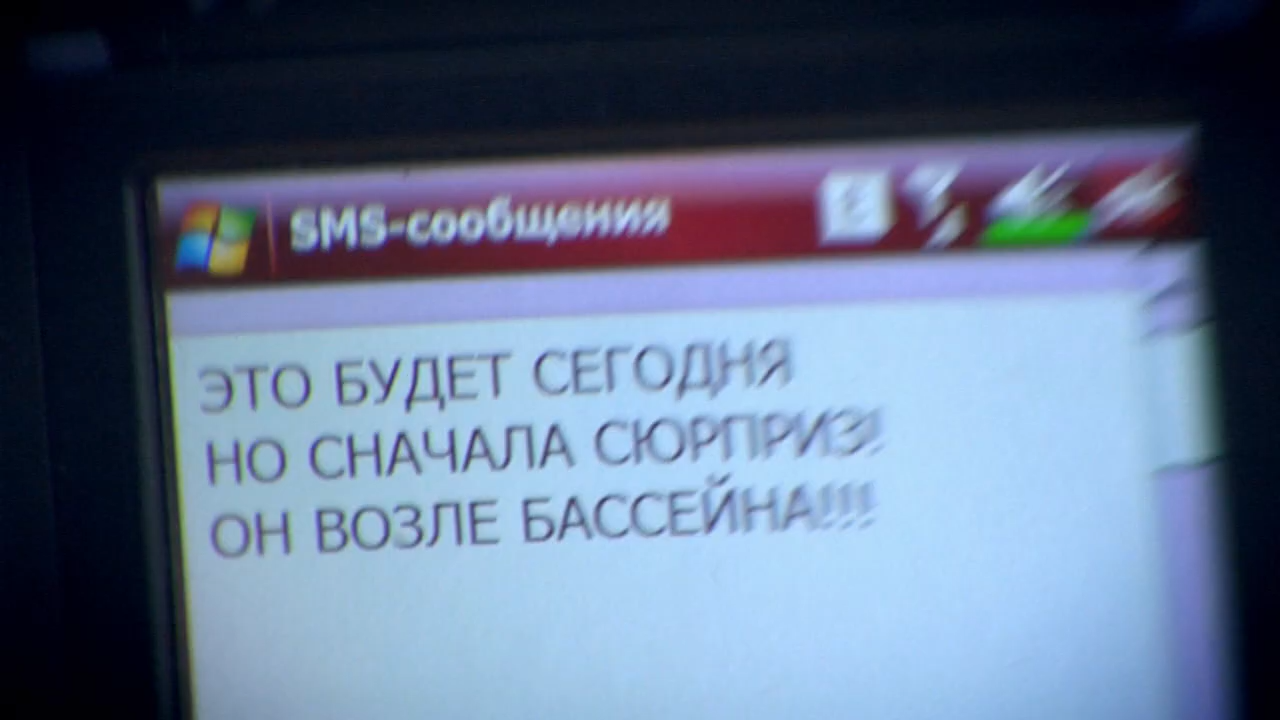 SMS-сообщения
ЭТО БУДЕТ СЕГОДНЯ
НО СНАЧАЛА СЮРПРИЗ!
ОН ВОЗЛЕ БАССЕЙНА!!!